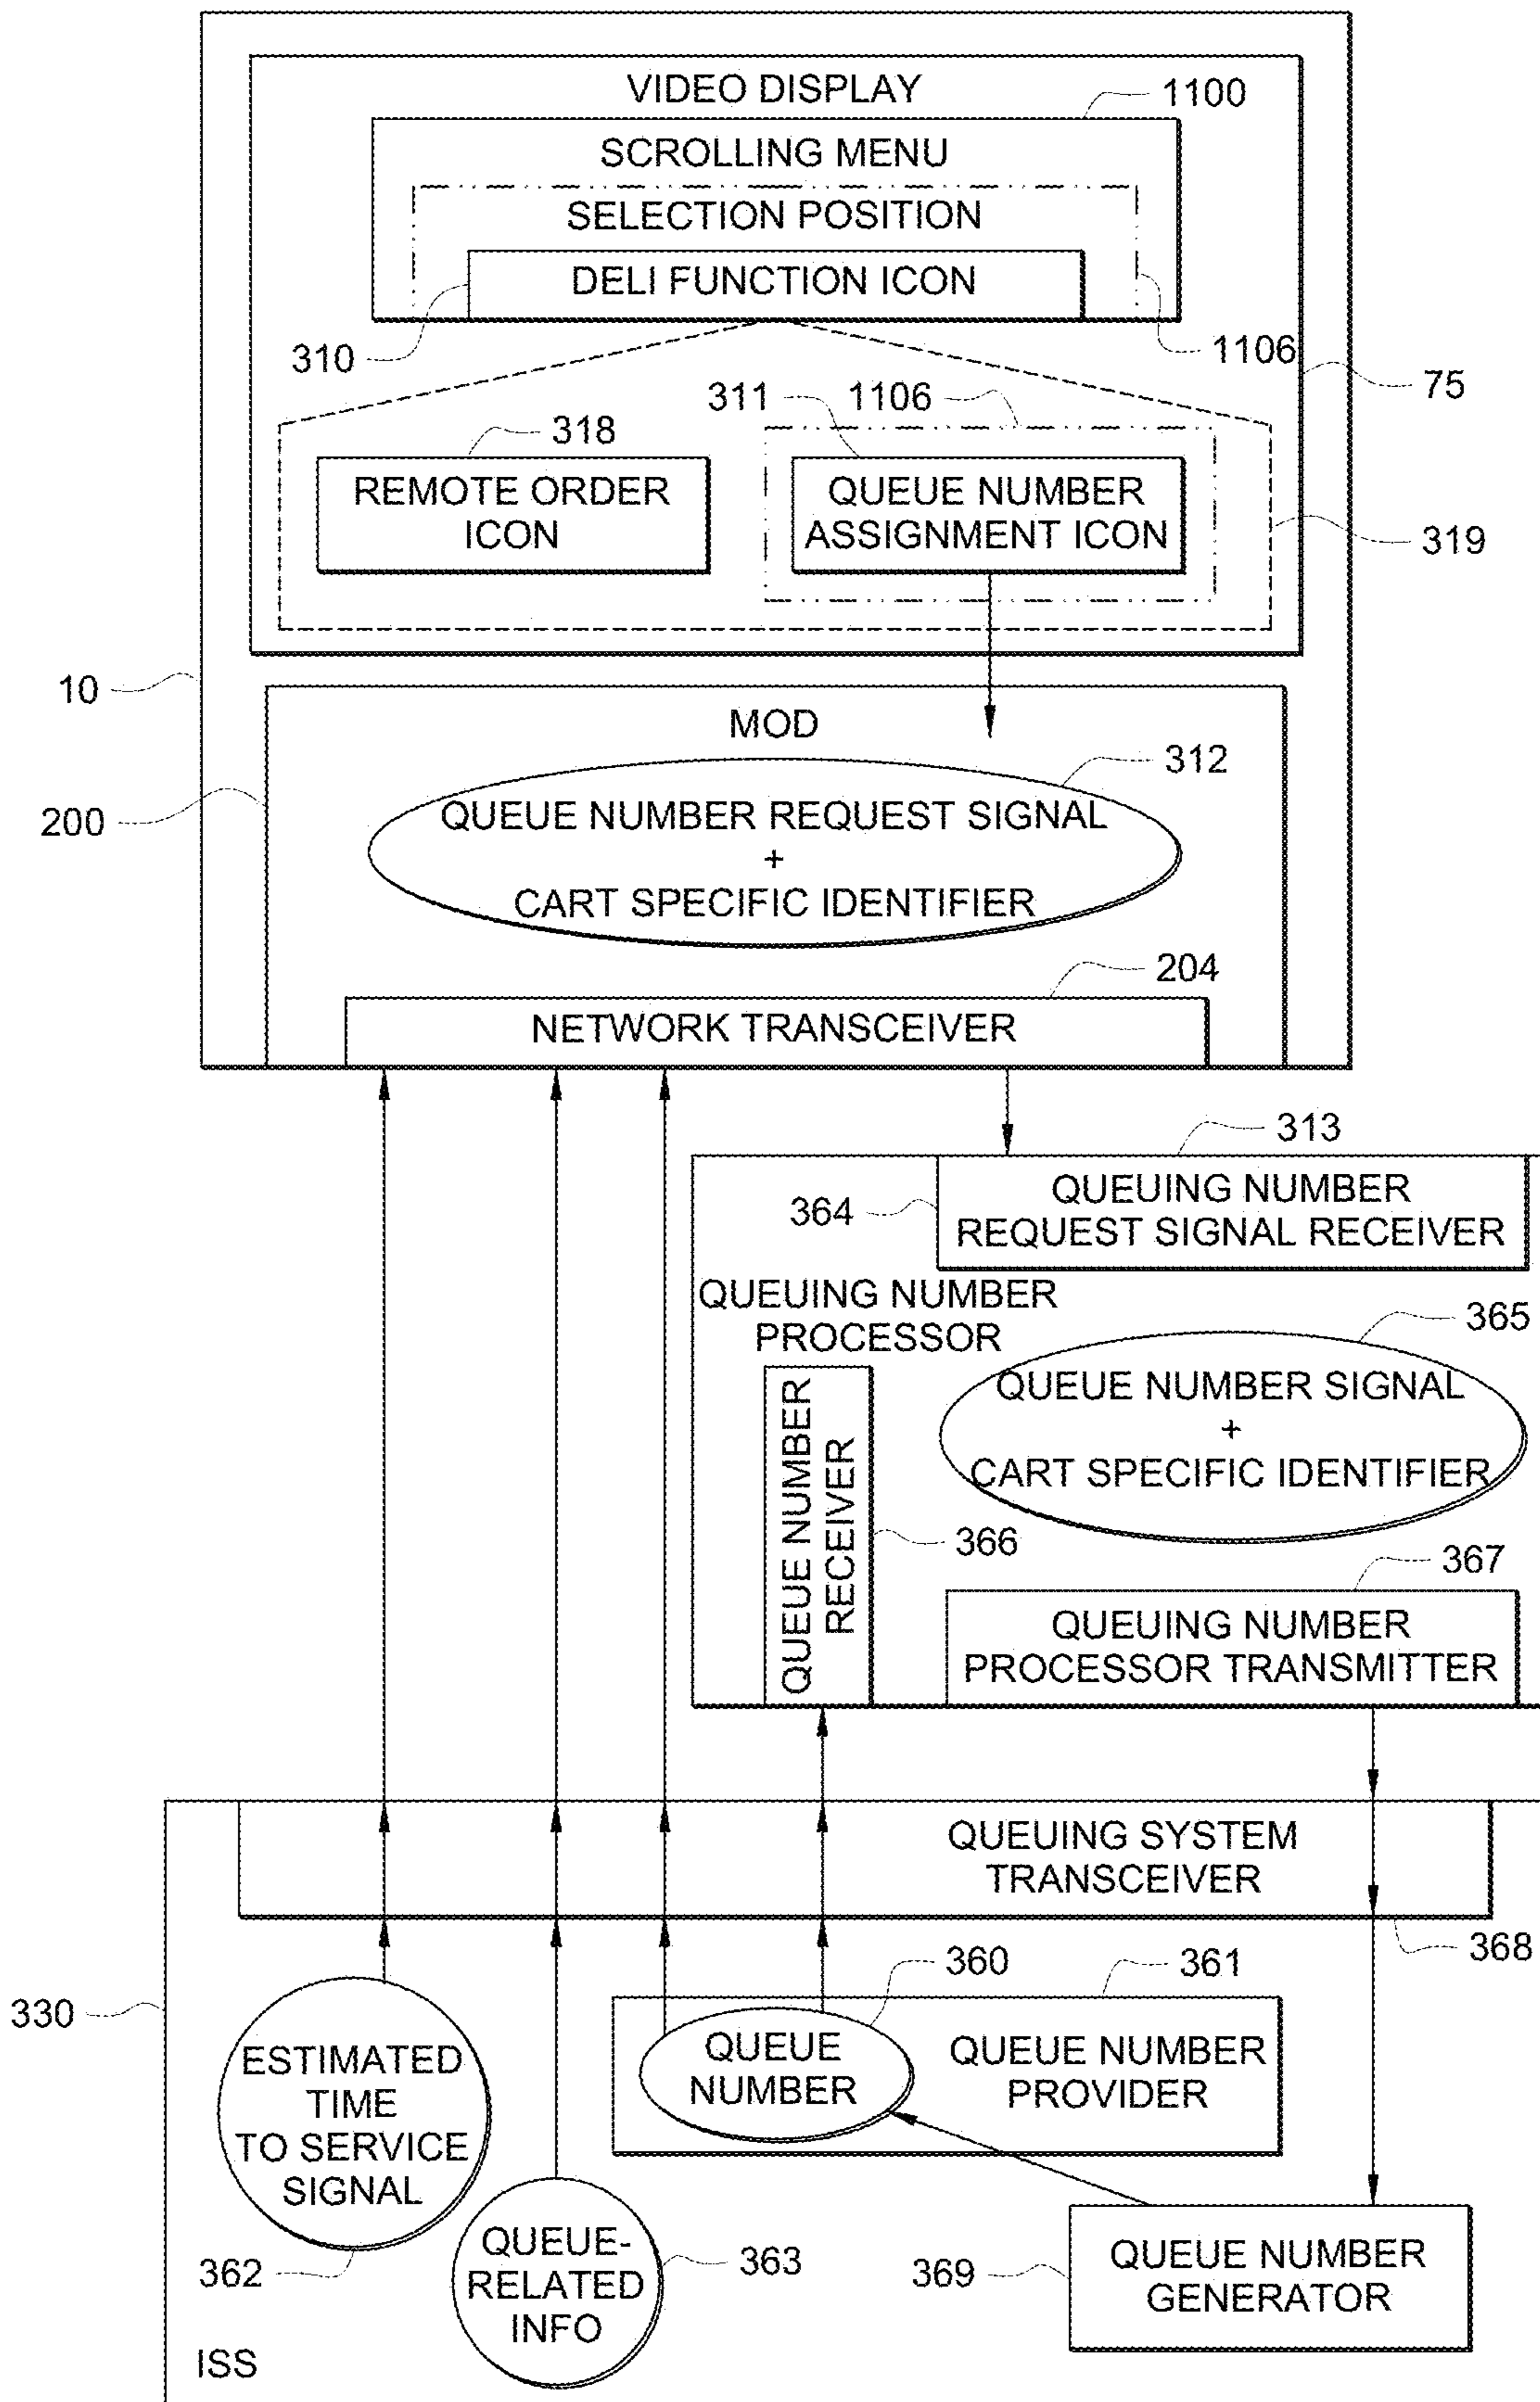 VIDEO DISPLAY
1100
SCROLLING MENU
SELECTION POSITION
DELI FUNCTION ICON
310
1106
75
311
1106
318
REMOTE ORDER
ICON
QUEUE NUMBER
ASSIGNMENT ICON
319
10
MOD
312
200
QUEUE NUMBER REQUEST SIGNAL
+
CART SPECIFIC IDENTIFIER
204
NETWORK TRANSCEIVER
313
364
QUEUING NUMBER
REQUEST SIGNAL RECEIVER
QUEUING NUMBER
PROCESSOR
365
QUEUE NUMBER SIGNAL
+
CART SPECIFIC IDENTIFIER
QUEUE NUMBER
RECEIVER
366
367
QUEUING NUMBER
PROCESSOR TRANSMITTER
QUEUING SYSTEM
TRANSCEIVER
368
360
361
330
QUEUE
NUMBER
QUEUE NUMBER
PROVIDER
ESTIMATED
TIME
TO SERVICE
SIGNAL
362
QUEUE-
RELATED
INFO
363
369
QUEUE NUMBER
GENERATOR
ISS